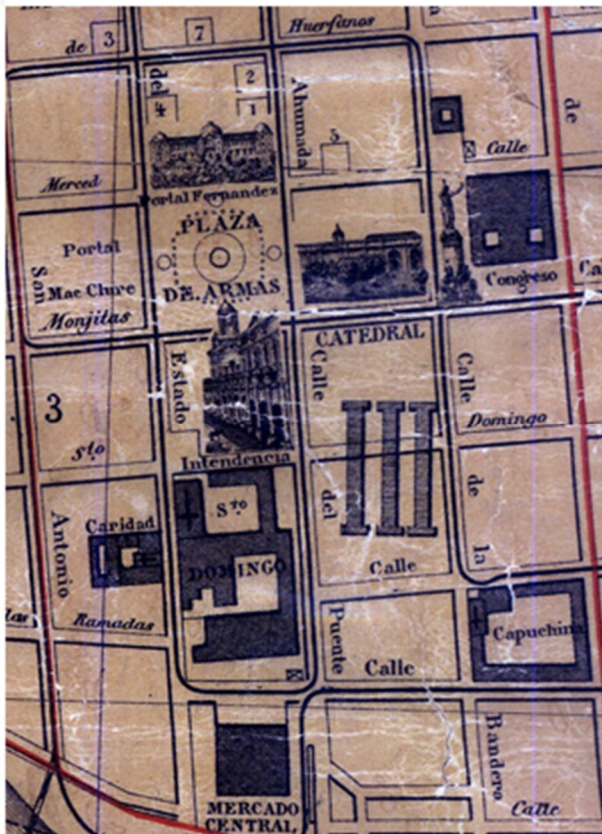 Huerfanos
de 3
7
del
2
4
1
Ahumada
5
de
Calle
Merced
Portal Fernandez
PLAZA
DE ARMAS
Portal
Mac Clure
San
Monjitas
Congreso
CATEDRAL
Estado
Calle
Calle
3
Domingo
Sto
Intendencia
Sto
DOMINGO
del
de
la
Antonio
Caridad
Calle
Ramadas
Puente
Calle
Capuchina
Bandera
Calle
MERCADO
CENTRAL